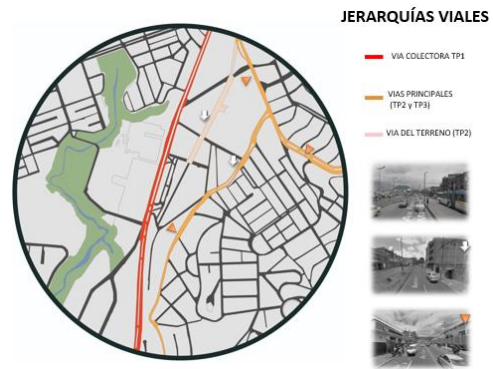 JERARQUÍAS VIALES
VIA COLECTORA TP1
VIAS PRINCIPALES
(TP2 y TP3)
VIA DEL TERRENO (TP2)